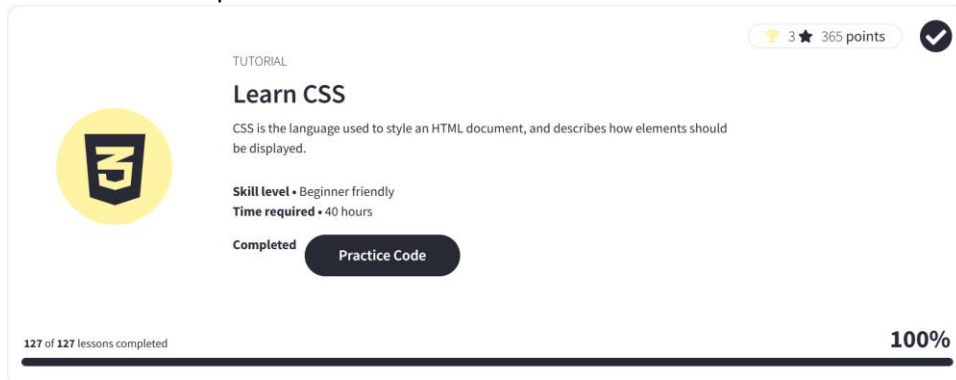 3 ★ 365 points
TUTORIAL
Learn CSS
CSS is the language used to style an HTML document, and describes how elements should
be displayed.
Skill level • Beginner friendly
Time required • 40 hours
Completed
Practice Code
127 of 127 lessons completed
100%